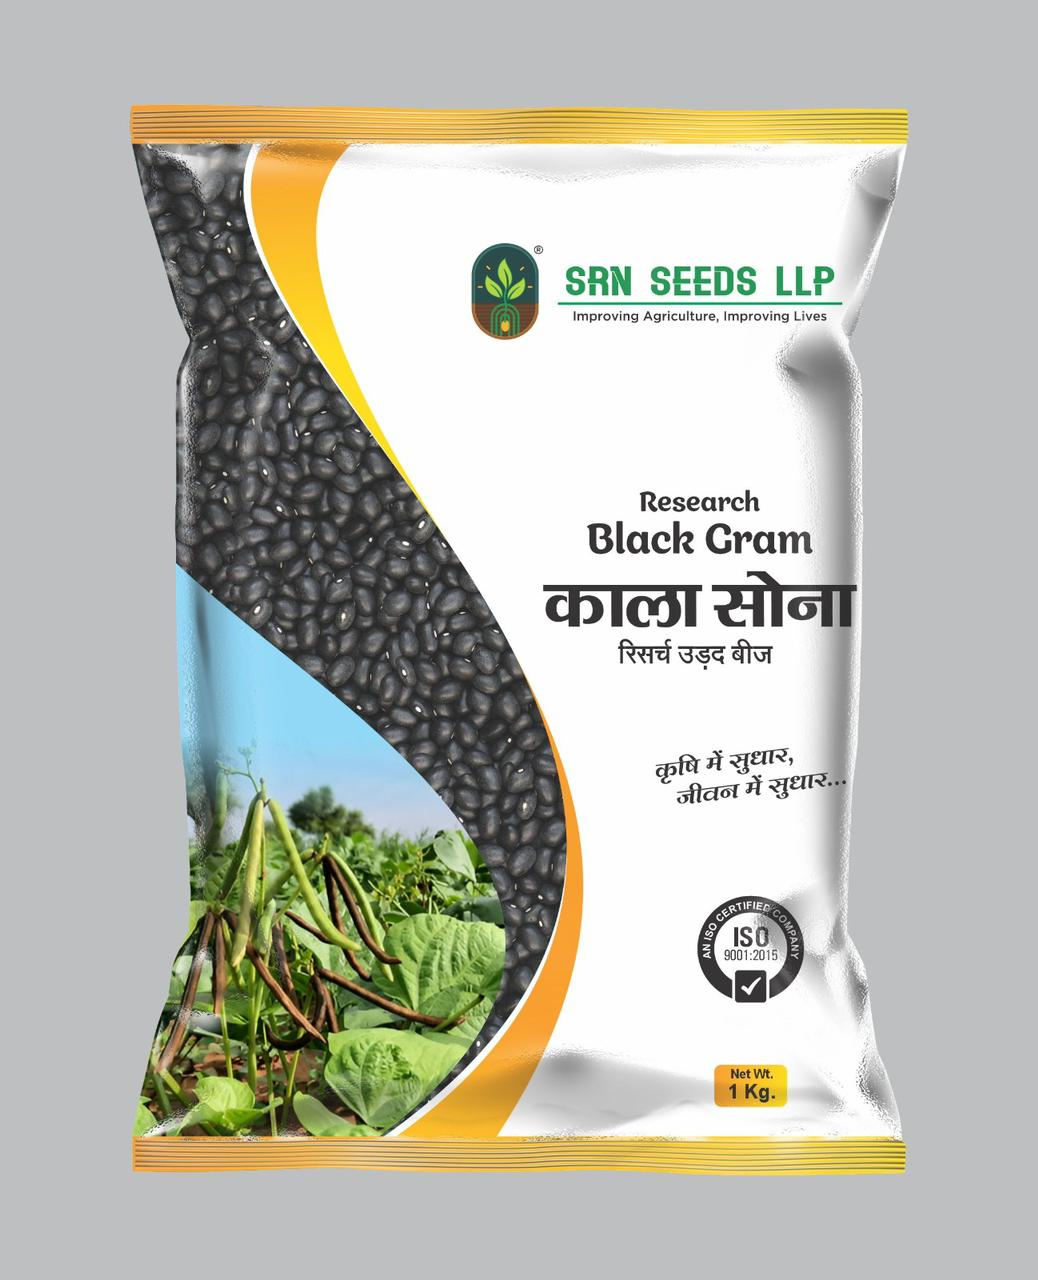 ®
SRN SEEDS LLP
Improving Agriculture, Improving Lives
Research
Black Gram
काला सोना
रिसर्च उड़द बीज
कृषि में सुधार,
जीवन में सुधार...
AN ISO CERTIFIED COMPANY
ISO
9001:2015
Net Wt.
1 Kg.